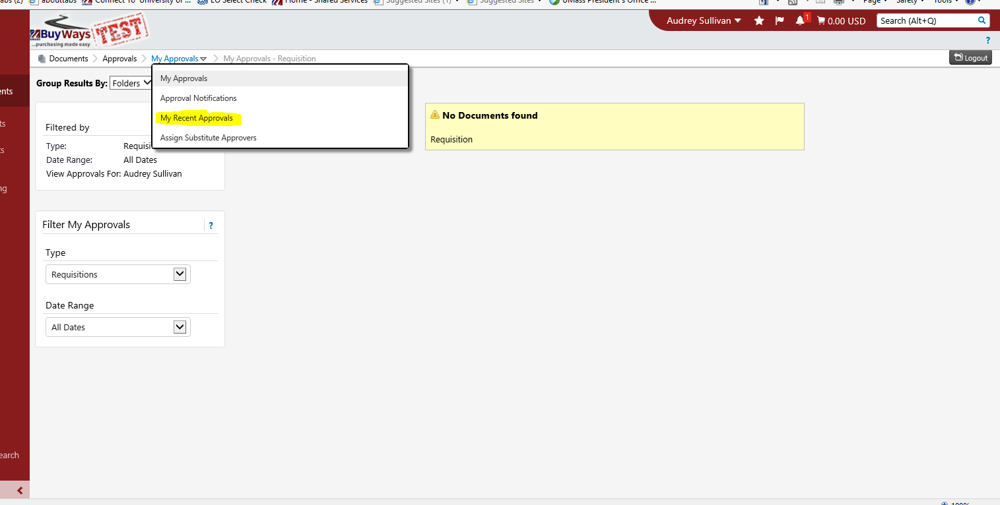 abs (2) abouttabs Connect To University of ... EO Select Check Home - Shared Services Suggested Sites (1) Suggested Sites UMass President's Office ... Page Safety Tools
UMASS BuyWays
...purchasing made easy
TEST
Audrey Sullivan 1 0.00 USD Search (Alt+Q)
?
Documents Approvals My Approvals My Approvals - Requisition Logout
Group Results By: Folders
My Approvals
Approval Notifications
My Recent Approvals
Assign Substitute Approvers
ents
ts
ts
ng
earch
Filtered by
Type: Requisi
Date Range: All Dates
View Approvals For: Audrey Sullivan
No Documents found
Requisition
Filter My Approvals ?
Type
Requisitions
Date Range
All Dates
100%